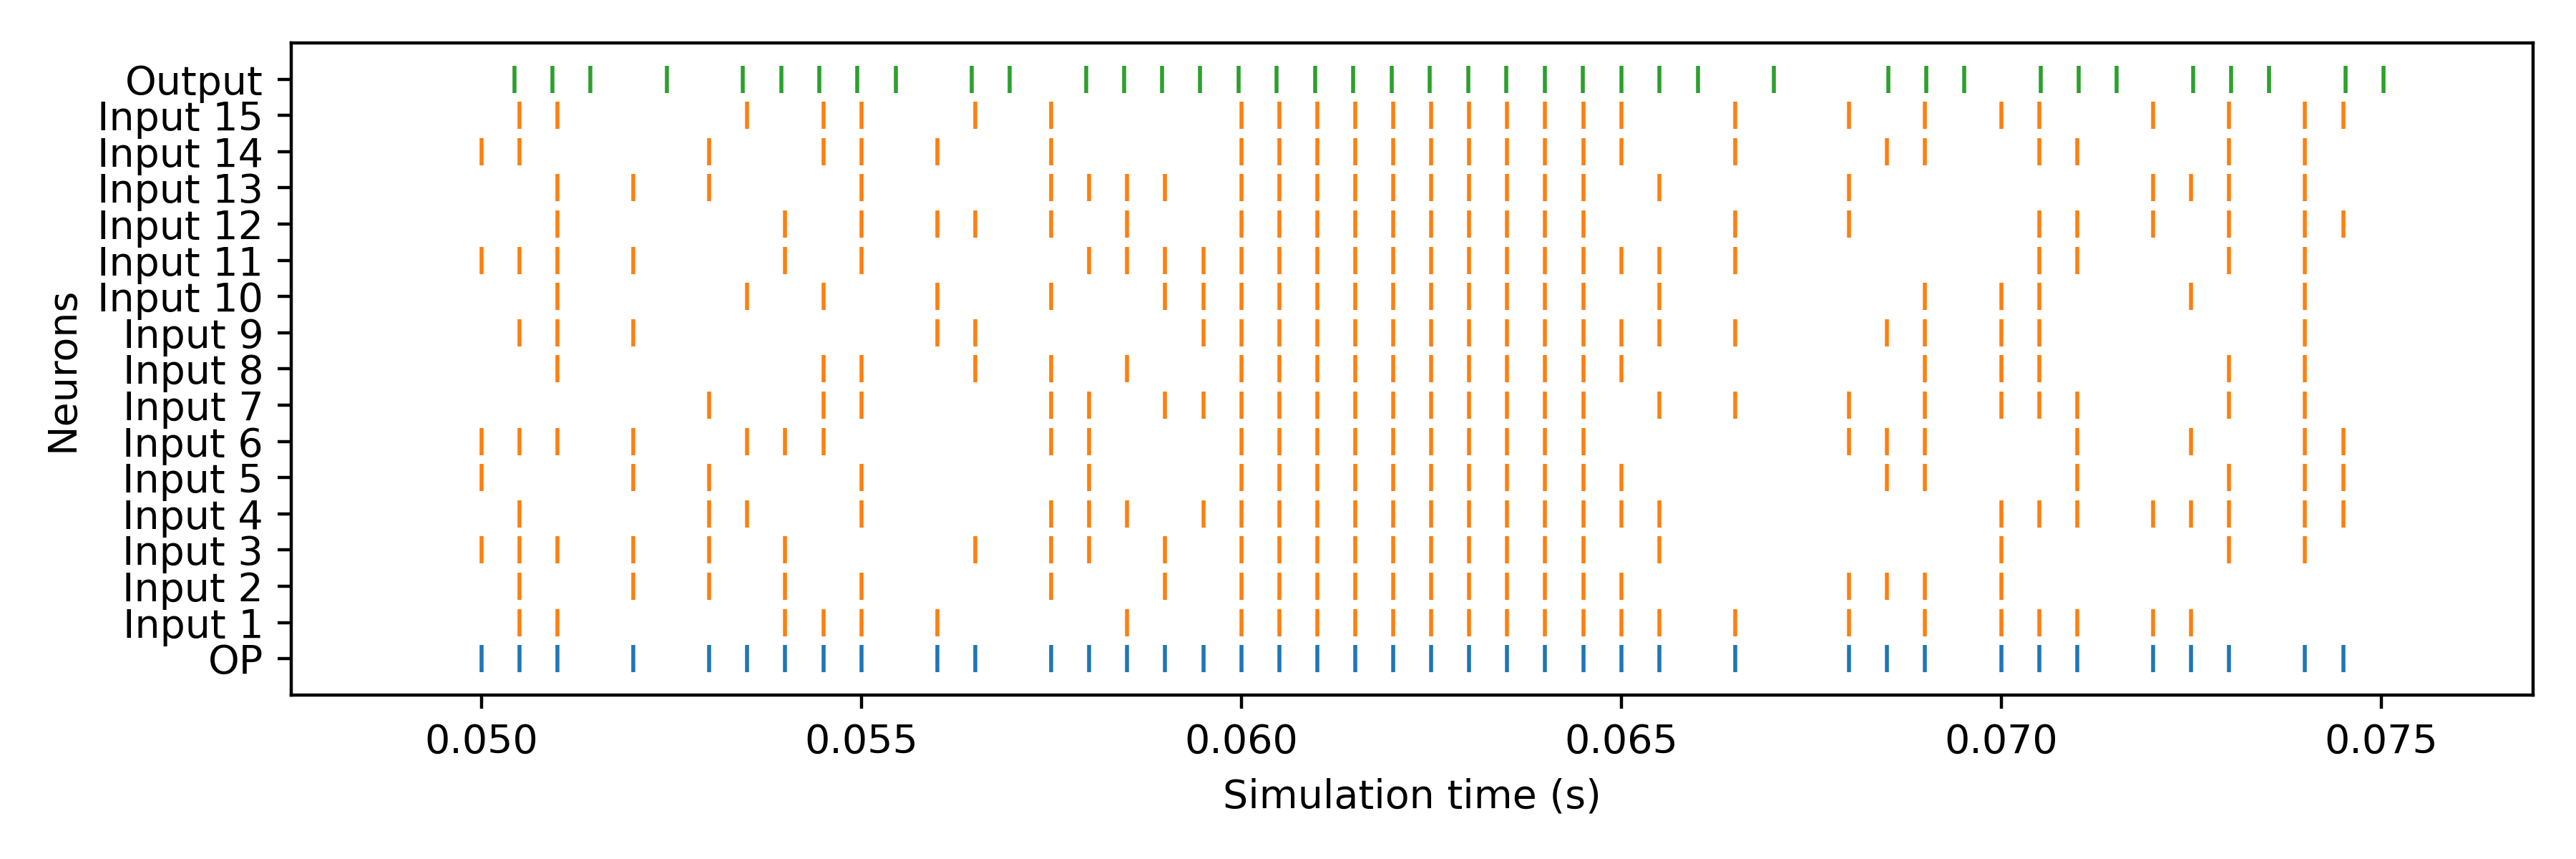 Output
Input 15
Input 14
Input 13
Input 12
Input 11
Input 10
Input 9
Input 8
Input 7
Input 6
Input 5
Input 4
Input 3
Input 2
Input 1
OP
Neurons
0.050 0.055 0.060 0.065 0.070 0.075
Simulation time (s)